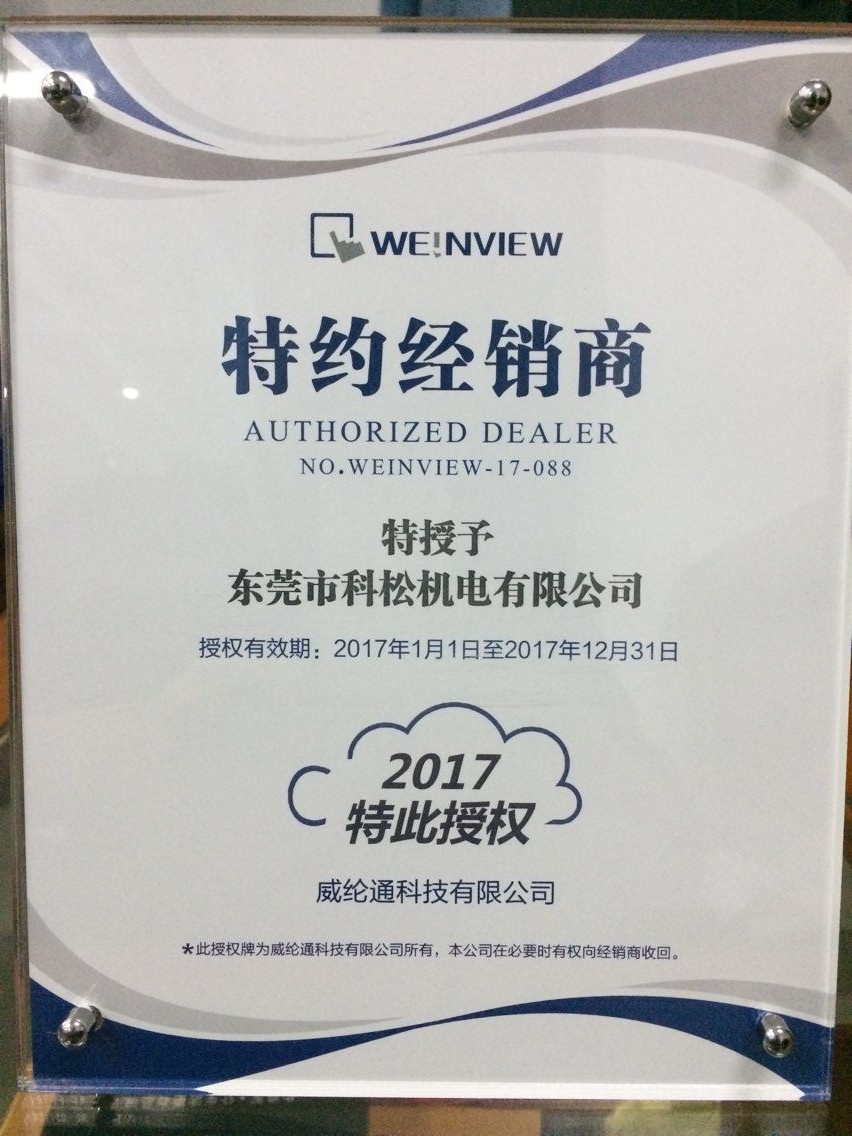 WE!NVIEW
特约经销商
AUTHORIZED DEALER
NO.WEINVIEW-17-088
特授予
东莞市科松机电有限公司
授权有效期：2017年1月1日至2017年12月31日
2017
特此授权
威纶通科技有限公司
*此授权牌为威纶通科技有限公司所有，本公司在必要时有权向经销商收回。